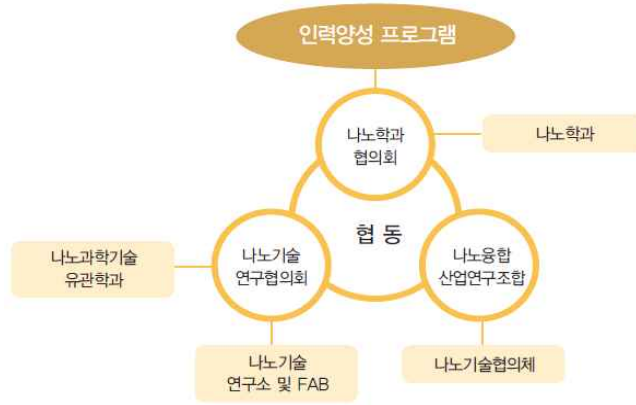 인력양성 프로그램
나노학과
협의회
나노학과
협 동
나노과학기술
유관학과
나노기술
연구협의회
나노융합
산업연구조합
나노기술
연구소 및 FAB
나노기술협의체